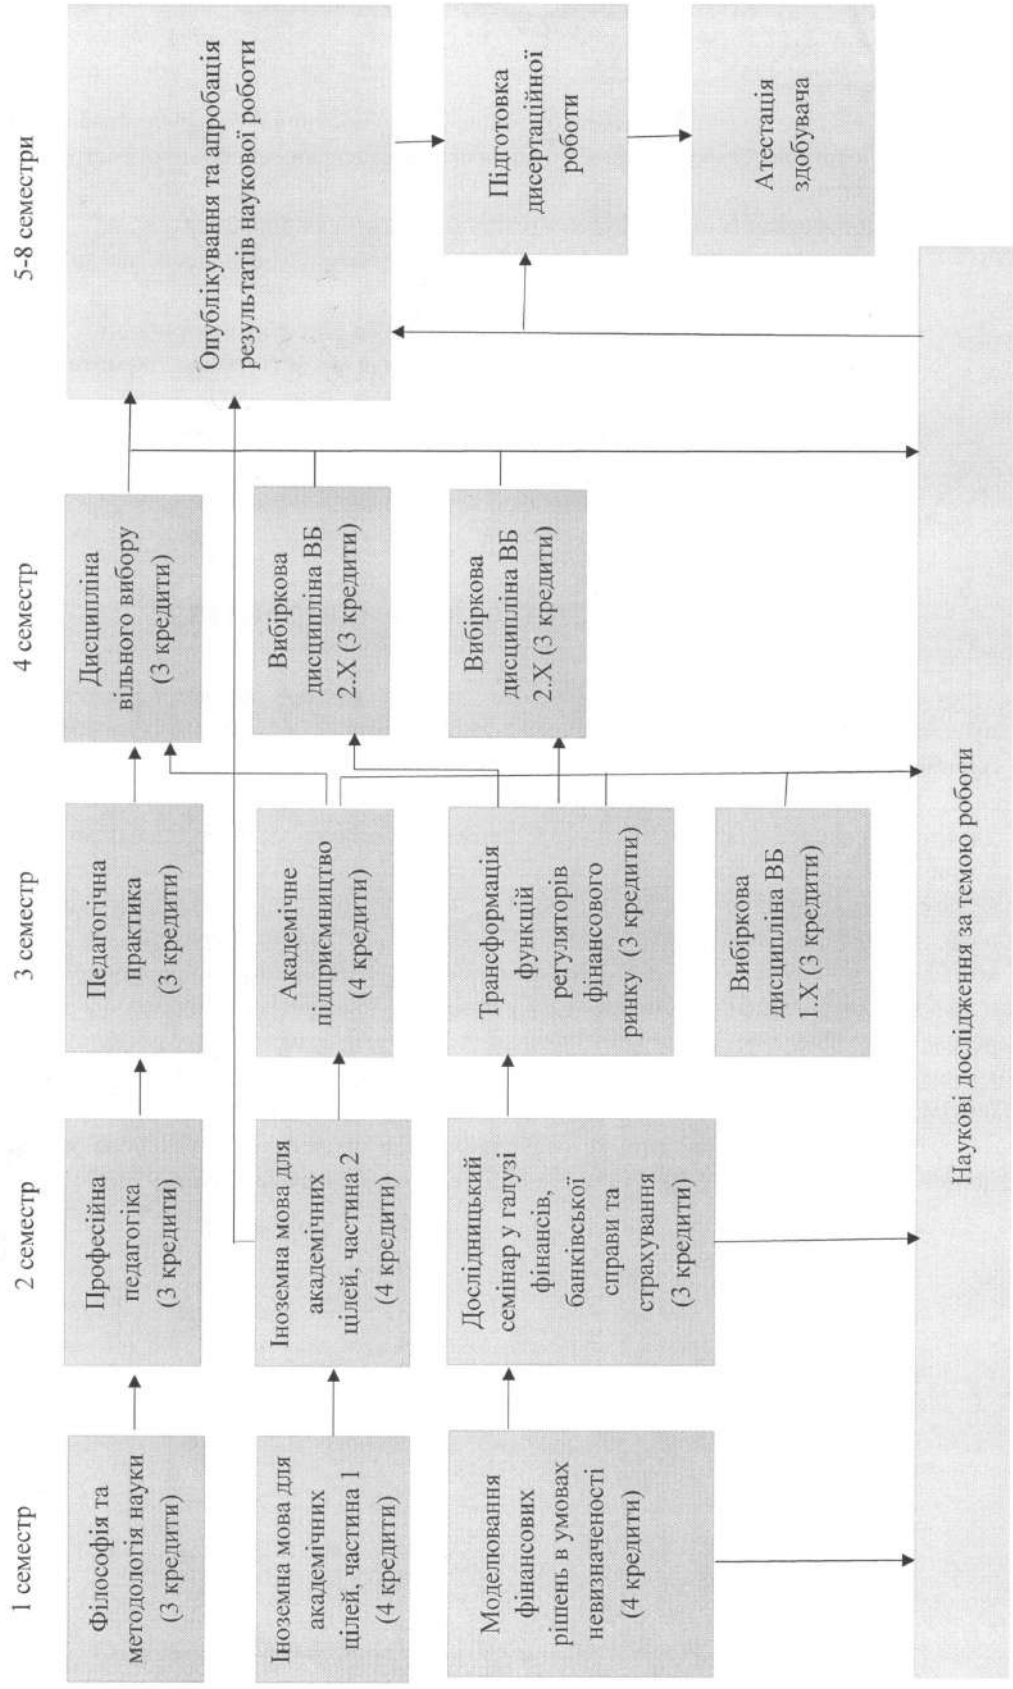 1 семестр
Філософія та
методологія науки
(3 кредити)
Іноземна мова для
академічних
цілей, частина 1
(4 кредити)
Моделювання
фінансових
рішень в умовах
невизначеності
(4 кредити)
2 семестр
Професійна
педагогіка
(3 кредити)
Іноземна мова для
академічних
цілей, частина 2
(4 кредити)
Дослідницький
семінар у галузі
фінансів,
банківської
справи та
страхування
(3 кредити)
3 семестр
Педагогічна
практика
(3 кредити)
Академічне
підприємництво
(4 кредити)
Трансформація
функцій
регуляторів
фінансового
ринку (3 кредити)
Вибіркова
дисципліна ВБ
1.Х (3 кредити)
4 семестр
Дисципліна
вільного вибору
(3 кредити)
Вибіркова
дисципліна ВБ
2.Х (3 кредити)
Вибіркова
дисципліна ВБ
2.Х (3 кредити)
5-8 семестри
Опублікування та апробація
результатів наукової роботи
Підготовка
дисертаційної
роботи
Атестація
здобувача
Наукові дослідження за темою роботи